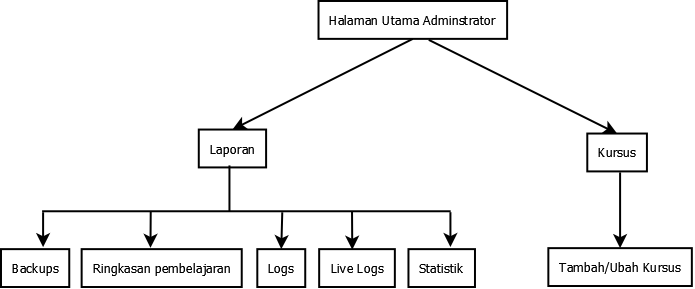 Halaman Utama Adminstrator
Laporan
Kursus
Backups
Ringkasan pembelajaran
Logs
Live Logs
Statistik
Tambah/Ubah Kursus